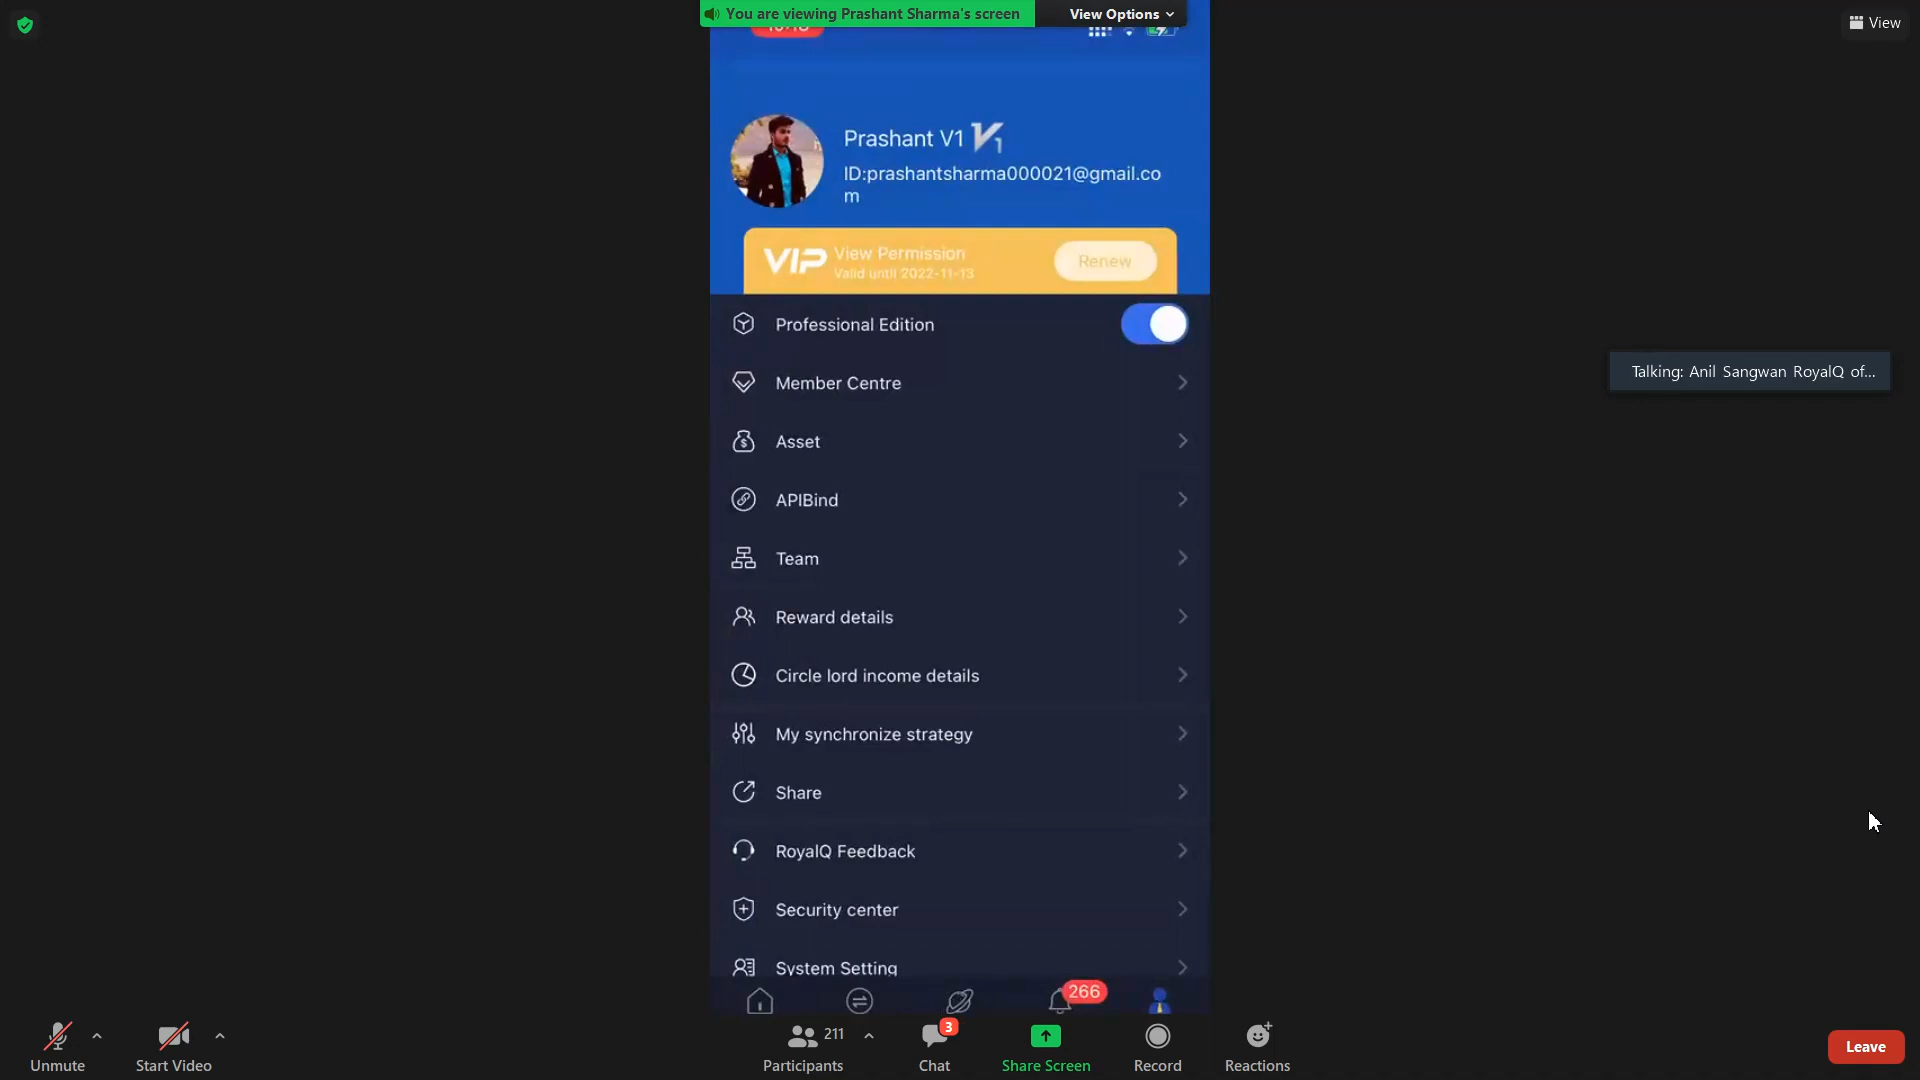 You are viewing Prashant Sharma's screen
View Options
View
Prashant V1 V1
ID:prashantsharma000021@gmail.co
m
VIP View Permission
Valid until 2022-11-13
Renew
Professional Edition
Member Centre
Talking: Anil Sangwan RoyalQ of...
Asset
APIBind
Team
Reward details
Circle lord income details
My synchronize strategy
Share
RoyalQ Feedback
Security center
System Setting
266
211
3
Unmute
Start Video
Participants
Chat
Share Screen
Record
Reactions
Leave